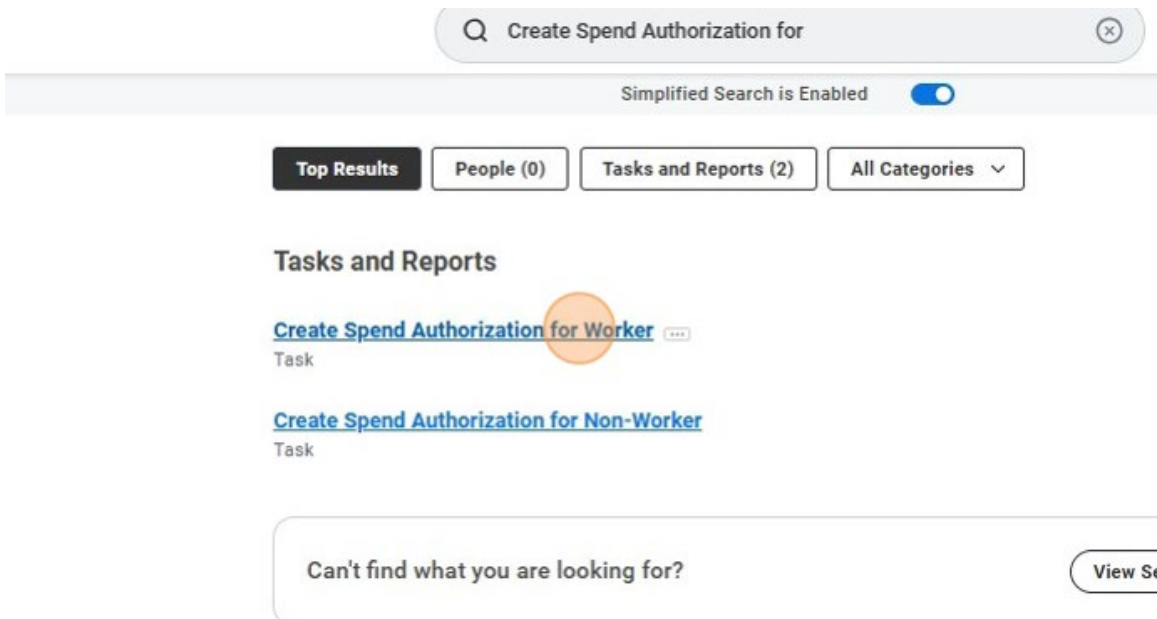 Create Spend Authorization for
Simplified Search is Enabled
Top Results People (0) Tasks and Reports (2) All Categories
Tasks and Reports
Create Spend Authorization for Worker
Task
Create Spend Authorization for Non-Worker
Task
Can't find what you are looking for? View Se